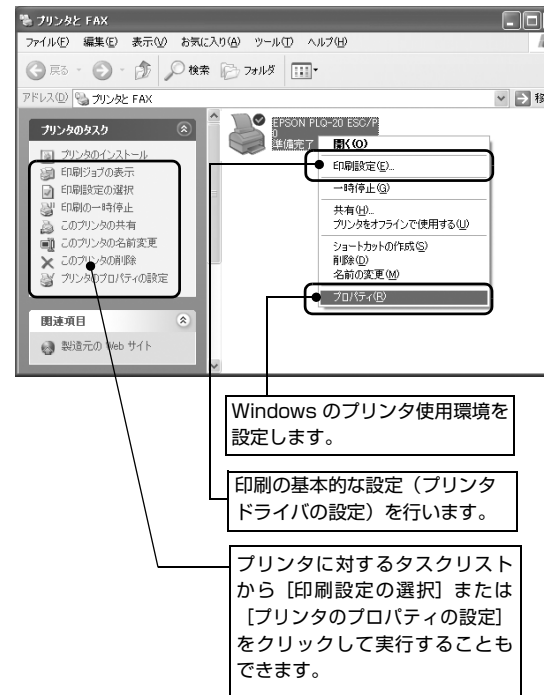 プリンタと FAX
ファイル(F) 編集(E) 表示(V) お気に入り(A) ツール(T) ヘルプ(H)
戻る 検索 フォルダ
アドレス(D) プリンタと FAX 移
プリンタのタスク
プリンタのインストール
印刷ジョブの表示
印刷設定の選択
印刷の一時停止
このプリンタの共有
このプリンタの名前変更
このプリンタの削除
プリンタのプロパティの設定
関連項目
製造元の Web サイト
EPSON PLQ-20 ESC/P
0
準備完了
開く(O)
印刷設定(E)...
一時停止(G)
共有(H)...
プリンタをオフラインで使用する(U)
ショートカットの作成(S)
削除(D)
名前の変更(M)
プロパティ(R)
Windows のプリンタ使用環境を
設定します。
印刷の基本的な設定（プリンタ
ドライバの設定）を行います。
プリンタに対するタスクリスト
から［印刷設定の選択］または
［プリンタのプロパティの設定］
をクリックして実行することも
できます。